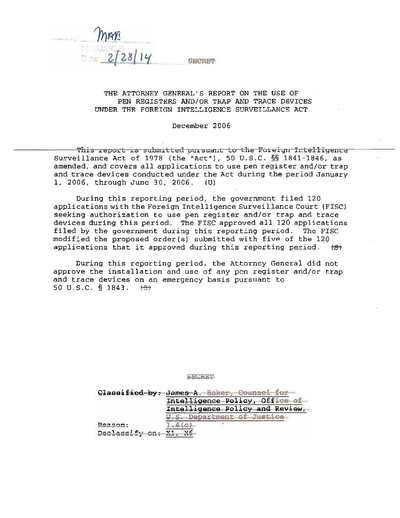 MAB
Date 2/28/14
SECRET
THE ATTORNEY GENERAL'S REPORT ON THE USE OF
PEN REGISTERS AND/OR TRAP AND TRACE DEVICES
UNDER THE FOREIGN INTELLIGENCE SURVEILLANCE ACT
December 2006
This report is submitted pursuant to the Foreign Intelligence
Surveillance Act of 1978 (the "Act"), 50 U.S.C. §§ 1841-1846, as
amended, and covers all applications to use pen register and/or trap
and trace devices conducted under the Act during the period January
1, 2006, through June 30, 2006. (U)
During this reporting period, the government filed 120
applications with the Foreign Intelligence Surveillance Court (FISC)
seeking authorization to use pen register and/or trap and trace
devices during this period. The FISC approved all 120 applications
filed by the government during this reporting period. The FISC
modified the proposed order(s) submitted with five of the 120
applications that it approved during this reporting period. (S)
During this reporting period, the Attorney General did not
approve the installation and use of any pen register and/or trap
and trace devices on an emergency basis pursuant to
50 U.S.C. § 1843. (S)
SECRET
Classified by: James A. Baker, Counsel for
Intelligence Policy, Office of
Intelligence Policy and Review,
U.S. Department of Justice
Reason: 1.4(c)
Declassify on: X1, X6